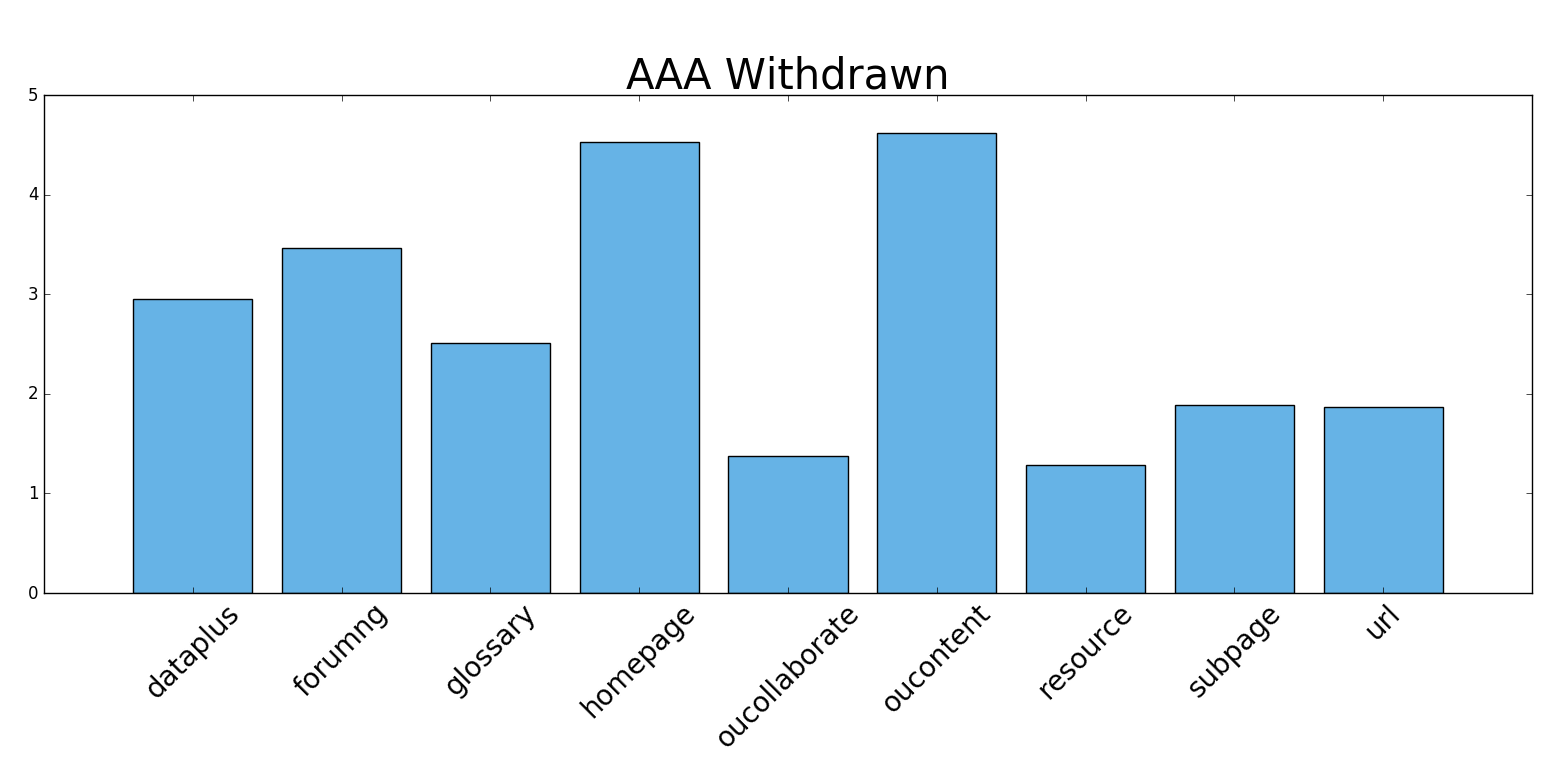 AAA Withdrawn
5
4
3
2
1
0
dataplus
forumng
glossary
homepage
oucollaborate
oucontent
resource
subpage
url